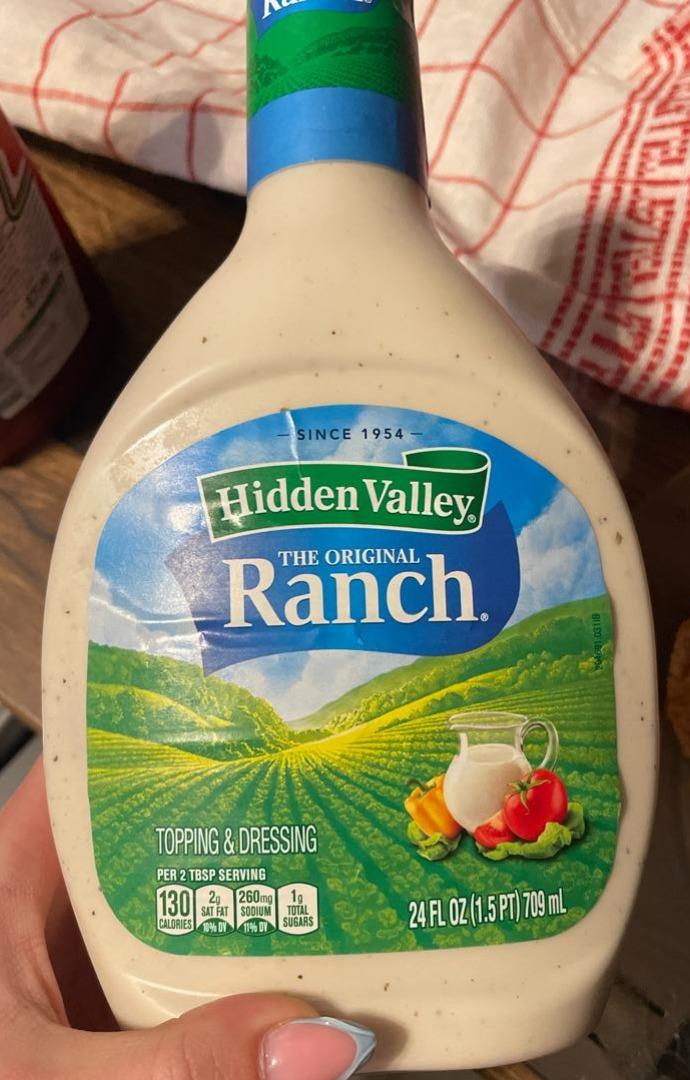 — SINCE 1954 —
Hidden Valley®
THE ORIGINAL
Ranch®
TOPPING & DRESSING
PER 2 TBSP SERVING
130 CALORIES
2g SAT FAT 10% DV
260mg SODIUM 11% DV
1g TOTAL SUGARS
24 FL OZ (1.5 PT) 709 mL